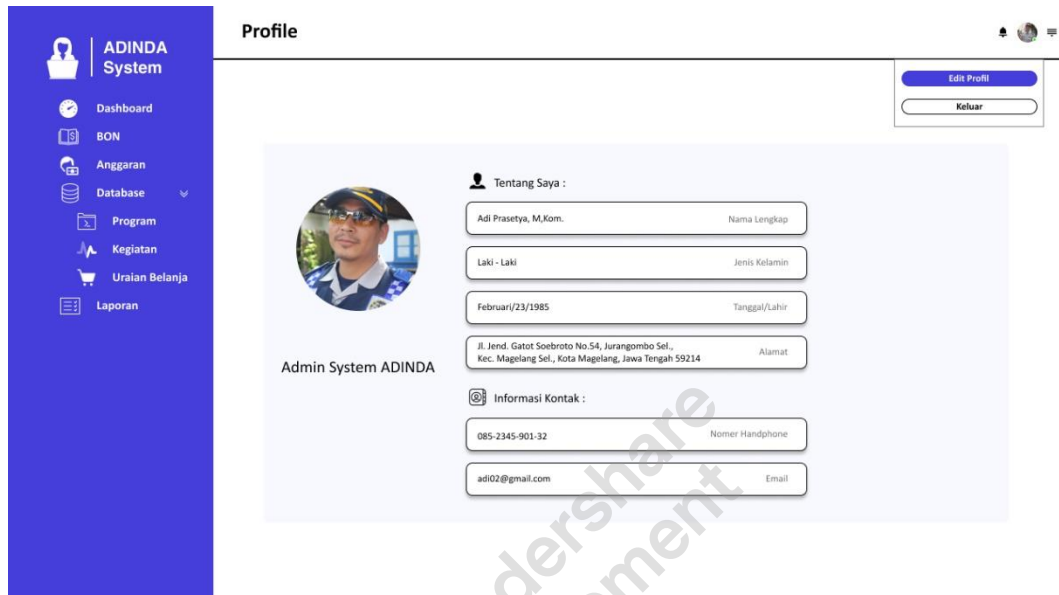 ADINDA
System
Dashboard
BON
Anggaran
Database
Program
Kegiatan
Uraian Belanja
Laporan
Profile
Edit Profil
Keluar
Admin System ADINDA
Tentang Saya :
Adi Prasetya, M,Kom. Nama Lengkap
Laki - Laki Jenis Kelamin
Februari/23/1985 Tanggal/Lahir
Jl. Jend. Gatot Soebroto No.54, Jurangombo Sel.,
Kec. Magelang Sel., Kota Magelang, Jawa Tengah 59214
Alamat
Informasi Kontak :
085-2345-901-32 Nomer Handphone
adi02@gmail.com Email
dershare
ement